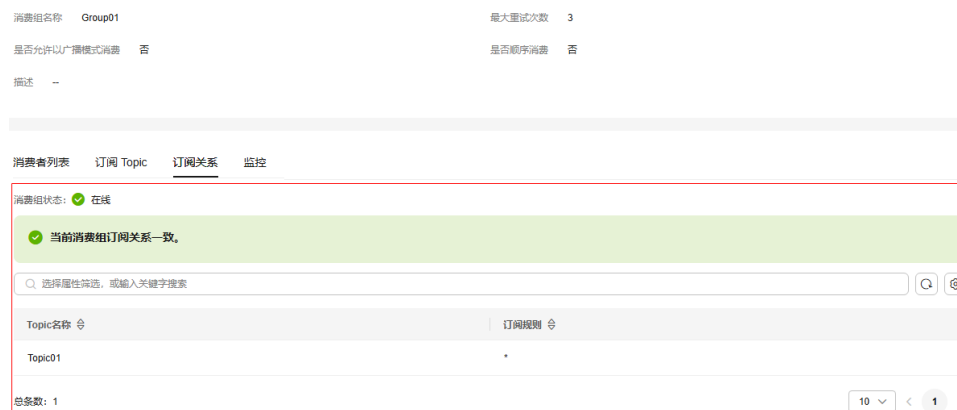 消费组名称 Group01 最大重试次数 3
是否允许以广播模式消费 否 是否顺序消费 否
描述 --
消费者列表 订阅 Topic 订阅关系 监控
消费组状态: 在线
当前消费组订阅关系一致。
选择属性筛选，或输入关键字搜索
Topic名称 订阅规则
Topic01 *
总条数: 1 10 < 1